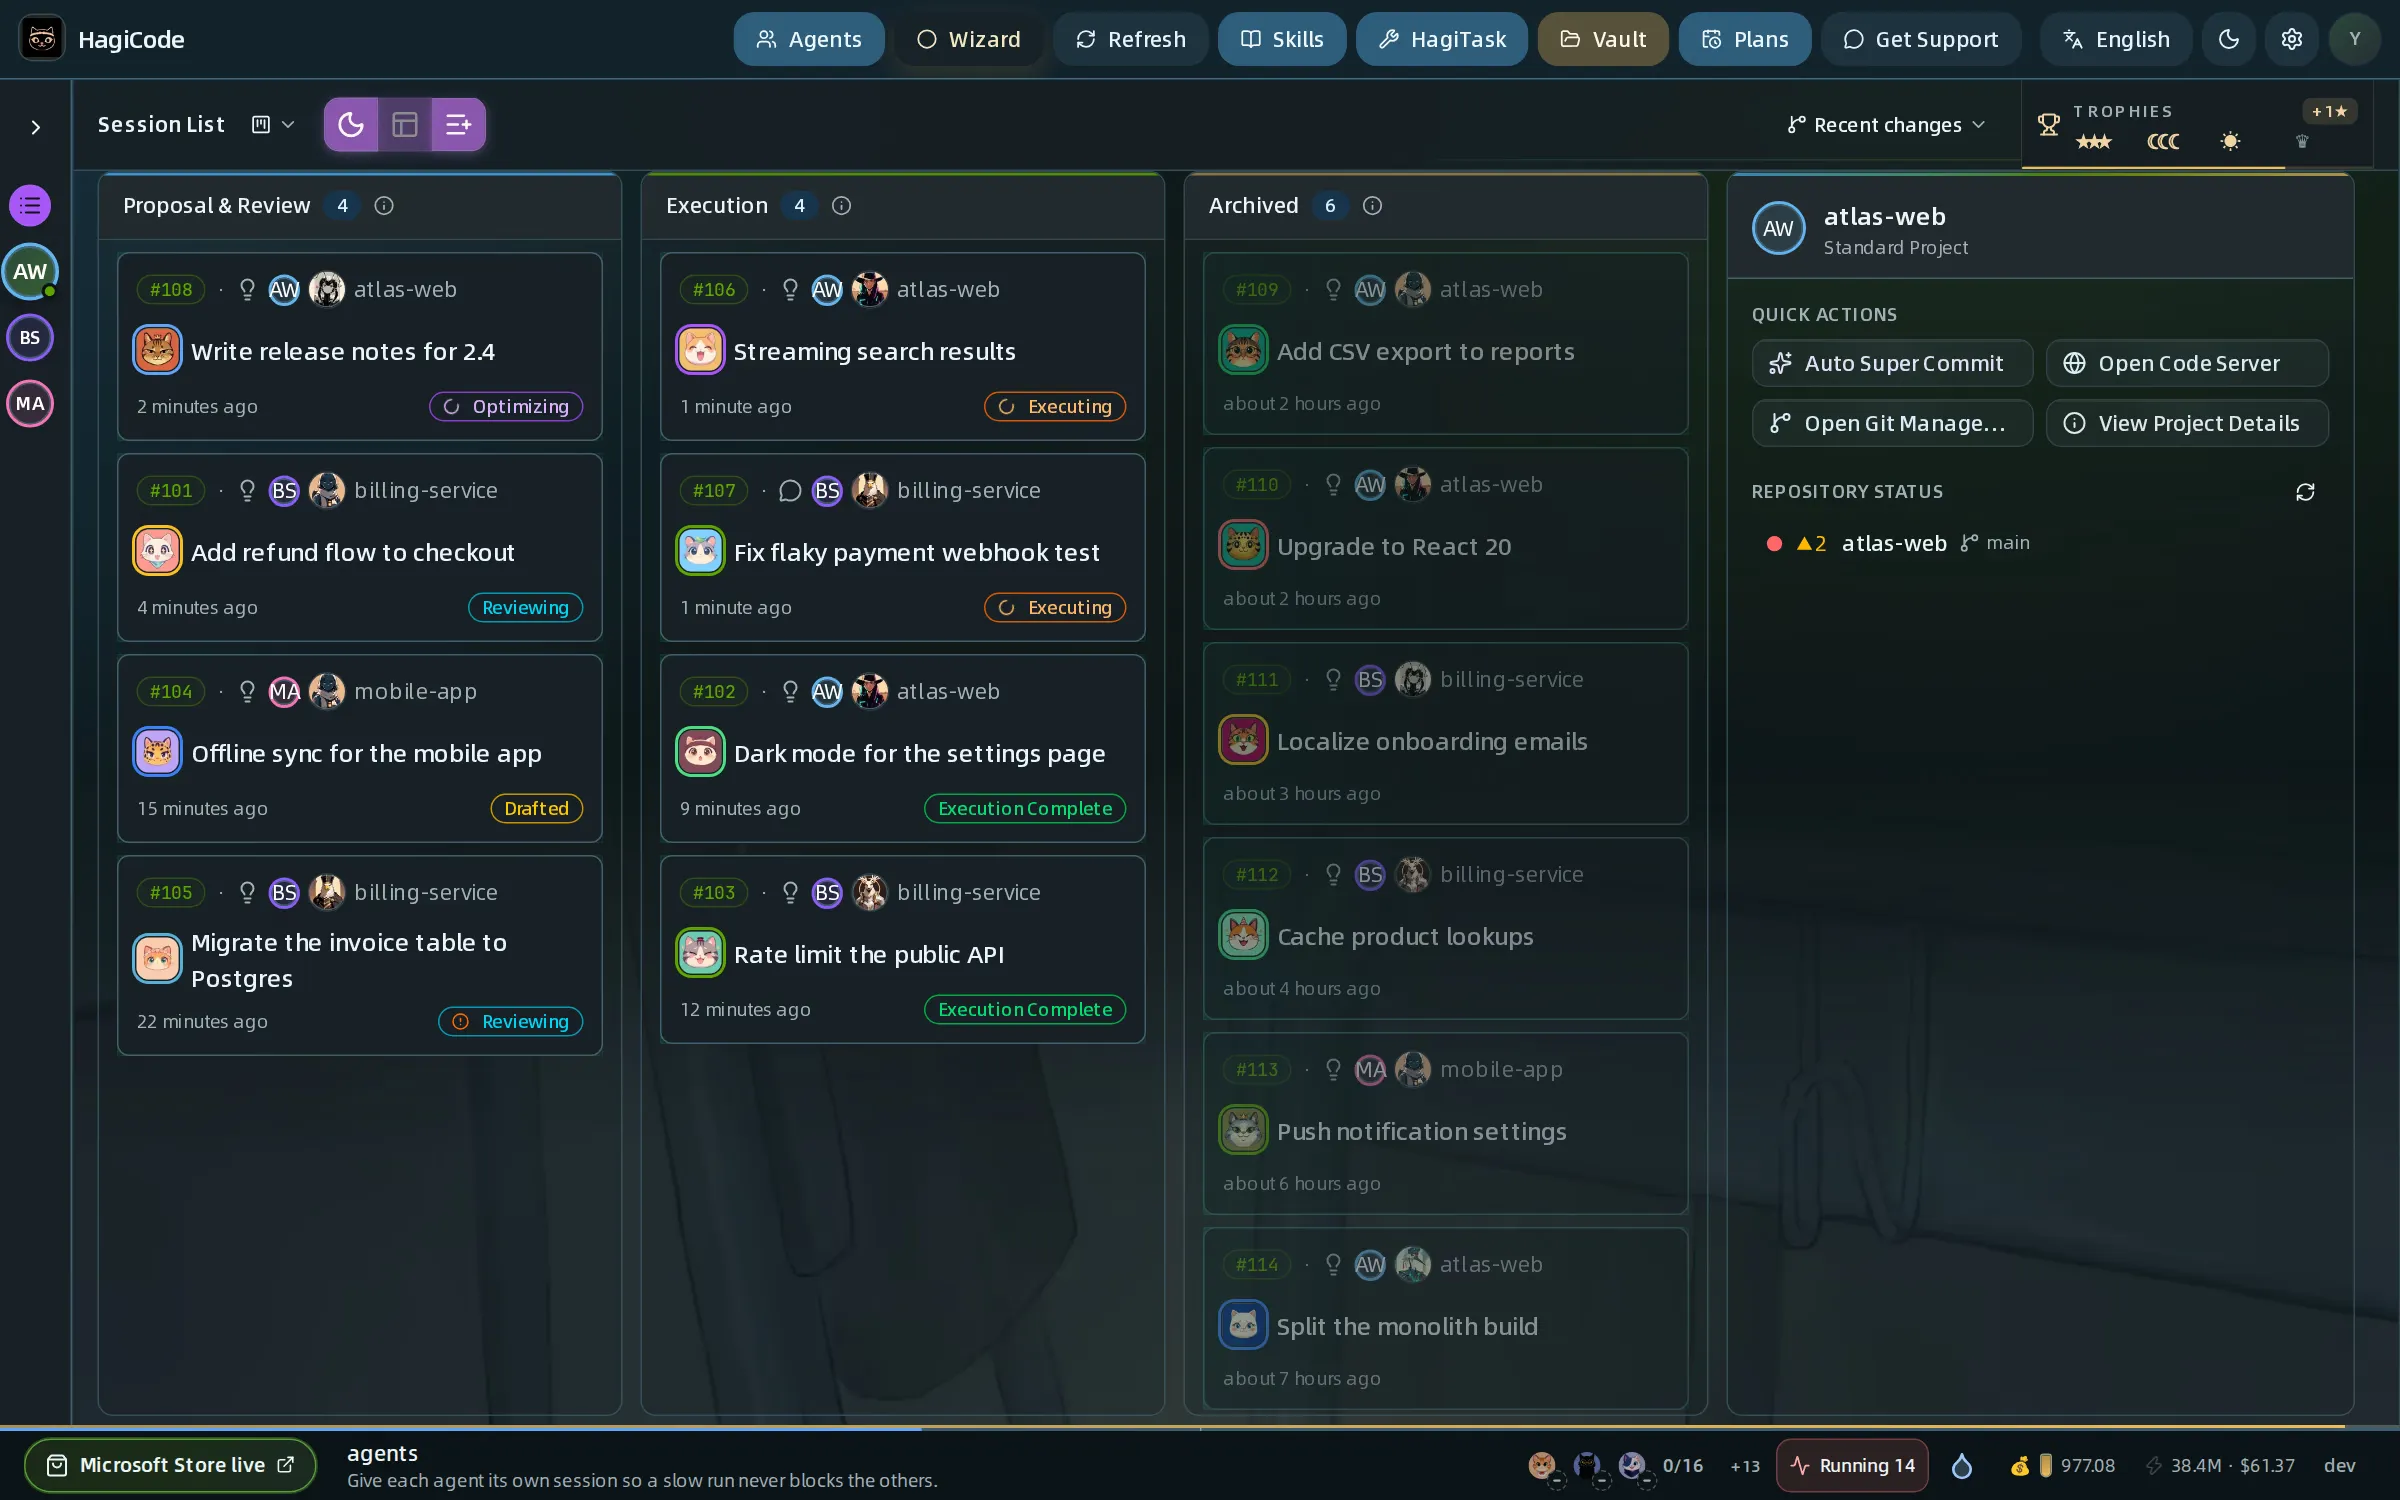 HagiCode
Agents
Wizard
Refresh
Skills
HagiTask
Vault
Plans
Get Support
English
Y
Session List
Recent changes
TROPHIES
+1★
AW
BS
MA
Proposal & Review 4
#108 · AW atlas-web
Write release notes for 2.4
2 minutes ago
Optimizing
#101 · BS billing-service
Add refund flow to checkout
4 minutes ago
Reviewing
#104 · MA mobile-app
Offline sync for the mobile app
15 minutes ago
Drafted
#105 · BS billing-service
Migrate the invoice table to
Postgres
22 minutes ago
Reviewing
Execution 4
#106 · AW atlas-web
Streaming search results
1 minute ago
Executing
#107 · BS billing-service
Fix flaky payment webhook test
1 minute ago
Executing
#102 · AW atlas-web
Dark mode for the settings page
9 minutes ago
Execution Complete
#103 · BS billing-service
Rate limit the public API
12 minutes ago
Execution Complete
Archived 6
#109 · AW atlas-web
Add CSV export to reports
about 2 hours ago
#110 · AW atlas-web
Upgrade to React 20
about 2 hours ago
#111 · BS billing-service
Localize onboarding emails
about 3 hours ago
#112 · BS billing-service
Cache product lookups
about 4 hours ago
#113 · MA mobile-app
Push notification settings
about 6 hours ago
#114 · AW atlas-web
Split the monolith build
about 7 hours ago
AW
atlas-web
Standard Project
QUICK ACTIONS
Auto Super Commit
Open Code Server
Open Git Manage...
View Project Details
REPOSITORY STATUS
▲2 atlas-web main
Microsoft Store live
agents
Give each agent its own session so a slow run never blocks the others.
0/16
+13
Running 14
977.08
38.4M · $61.37
dev